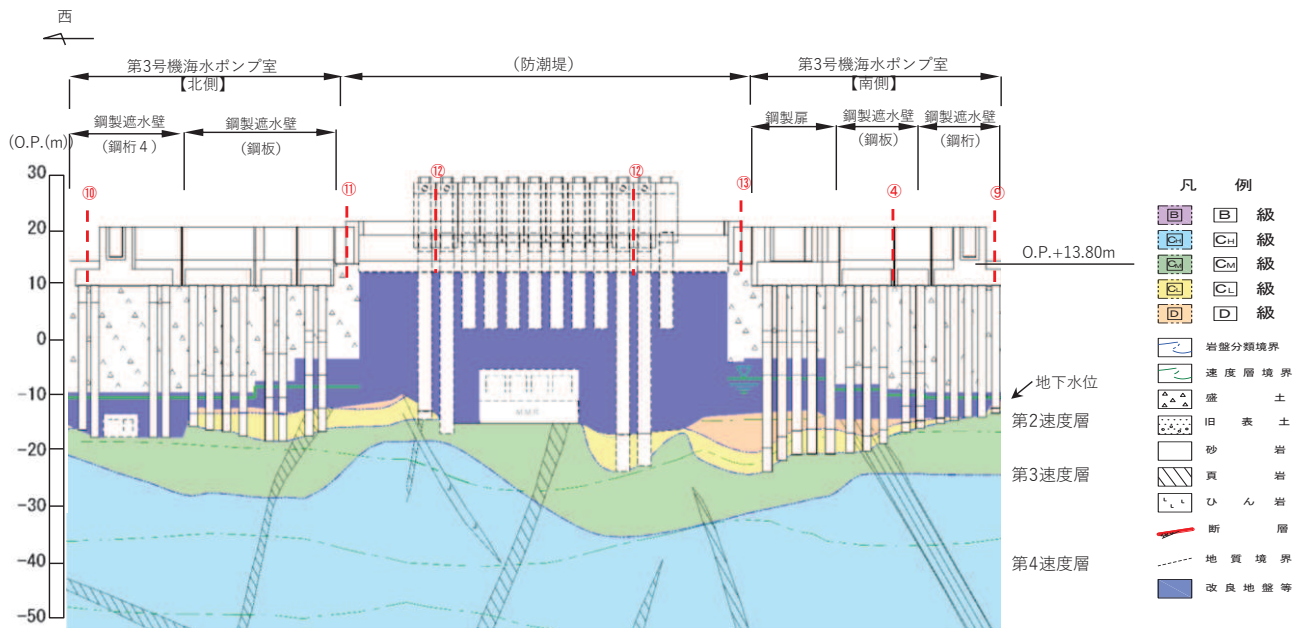 西
第3号機海水ポンプ室
【北側】
(防潮堤)
第3号機海水ポンプ室
【南側】
鋼製遮水壁
(鋼桁4)
鋼製遮水壁
(鋼板)
鋼製扉
鋼製遮水壁
(鋼板)
鋼製遮水壁
(鋼桁)
(O.P.(m))
30
20
10
0
-10
-20
-30
-40
-50
⑩
⑪
⑫
⑫
⑬
④
⑨
O.P.+13.80m
地下水位
第2速度層
第3速度層
第4速度層
MMR
凡 例
B B 級
CH CH 級
CM CM 級
CL CL 級
D D 級
岩盤分類境界
速度層境界
盛土
旧表土
砂岩
頁岩
ひん岩
断層
地質境界
改良地盤等